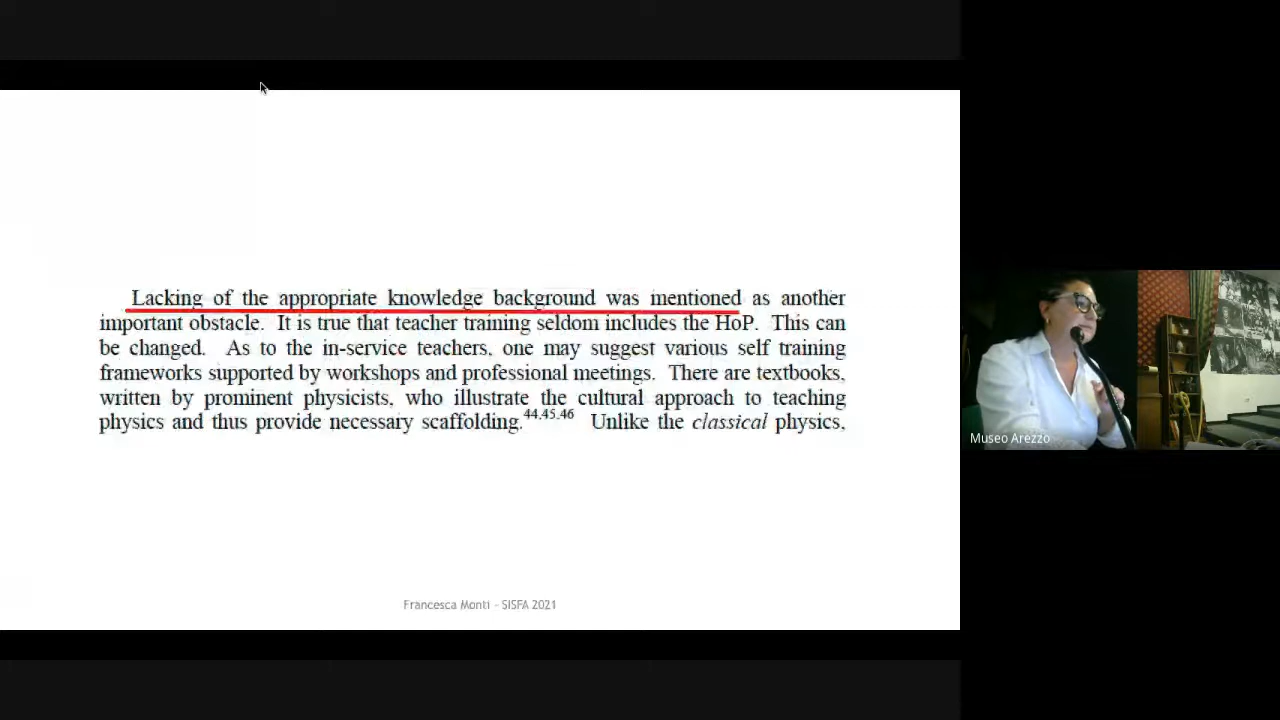 Lacking of the appropriate knowledge background was mentioned as another
important obstacle. It is true that teacher training seldom includes the HoP. This can
be changed. As to the in-service teachers, one may suggest various self training
frameworks supported by workshops and professional meetings. There are textbooks,
written by prominent physicists, who illustrate the cultural approach to teaching
physics and thus provide necessary scaffolding.44,45,46 Unlike the classical physics,
Museo Arezzo
Francesca Monti - SISFA 2021